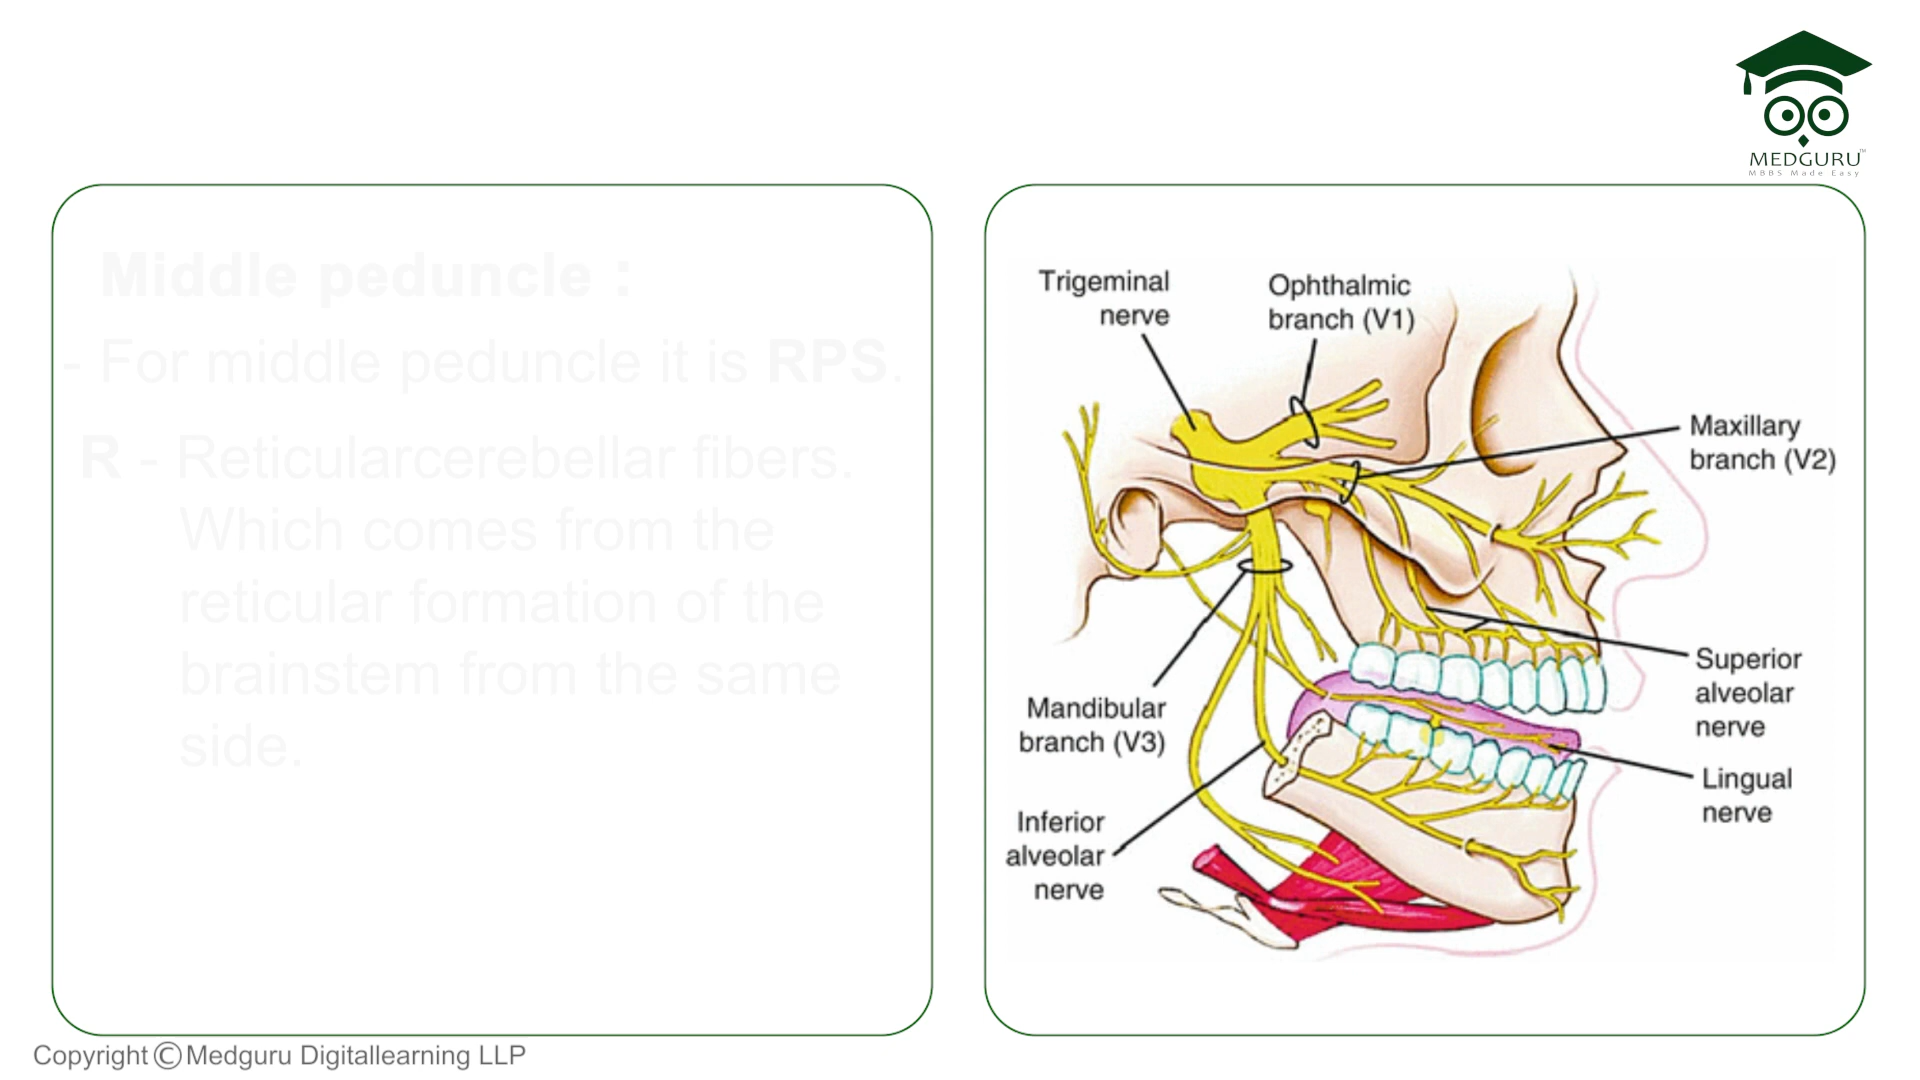 MEDGURU
MBBS Made Easy
Middle peduncle :
- For middle peduncle it is RPS.
R - Reticularcerebellar fibers.
Which comes from the
reticular formation of the
brainstem from the same
side.
Trigeminal
nerve
Ophthalmic
branch (V1)
Maxillary
branch (V2)
Mandibular
branch (V3)
Superior
alveolar
nerve
Lingual
nerve
Inferior
alveolar
nerve
Copyright © Medguru Digitallearning LLP